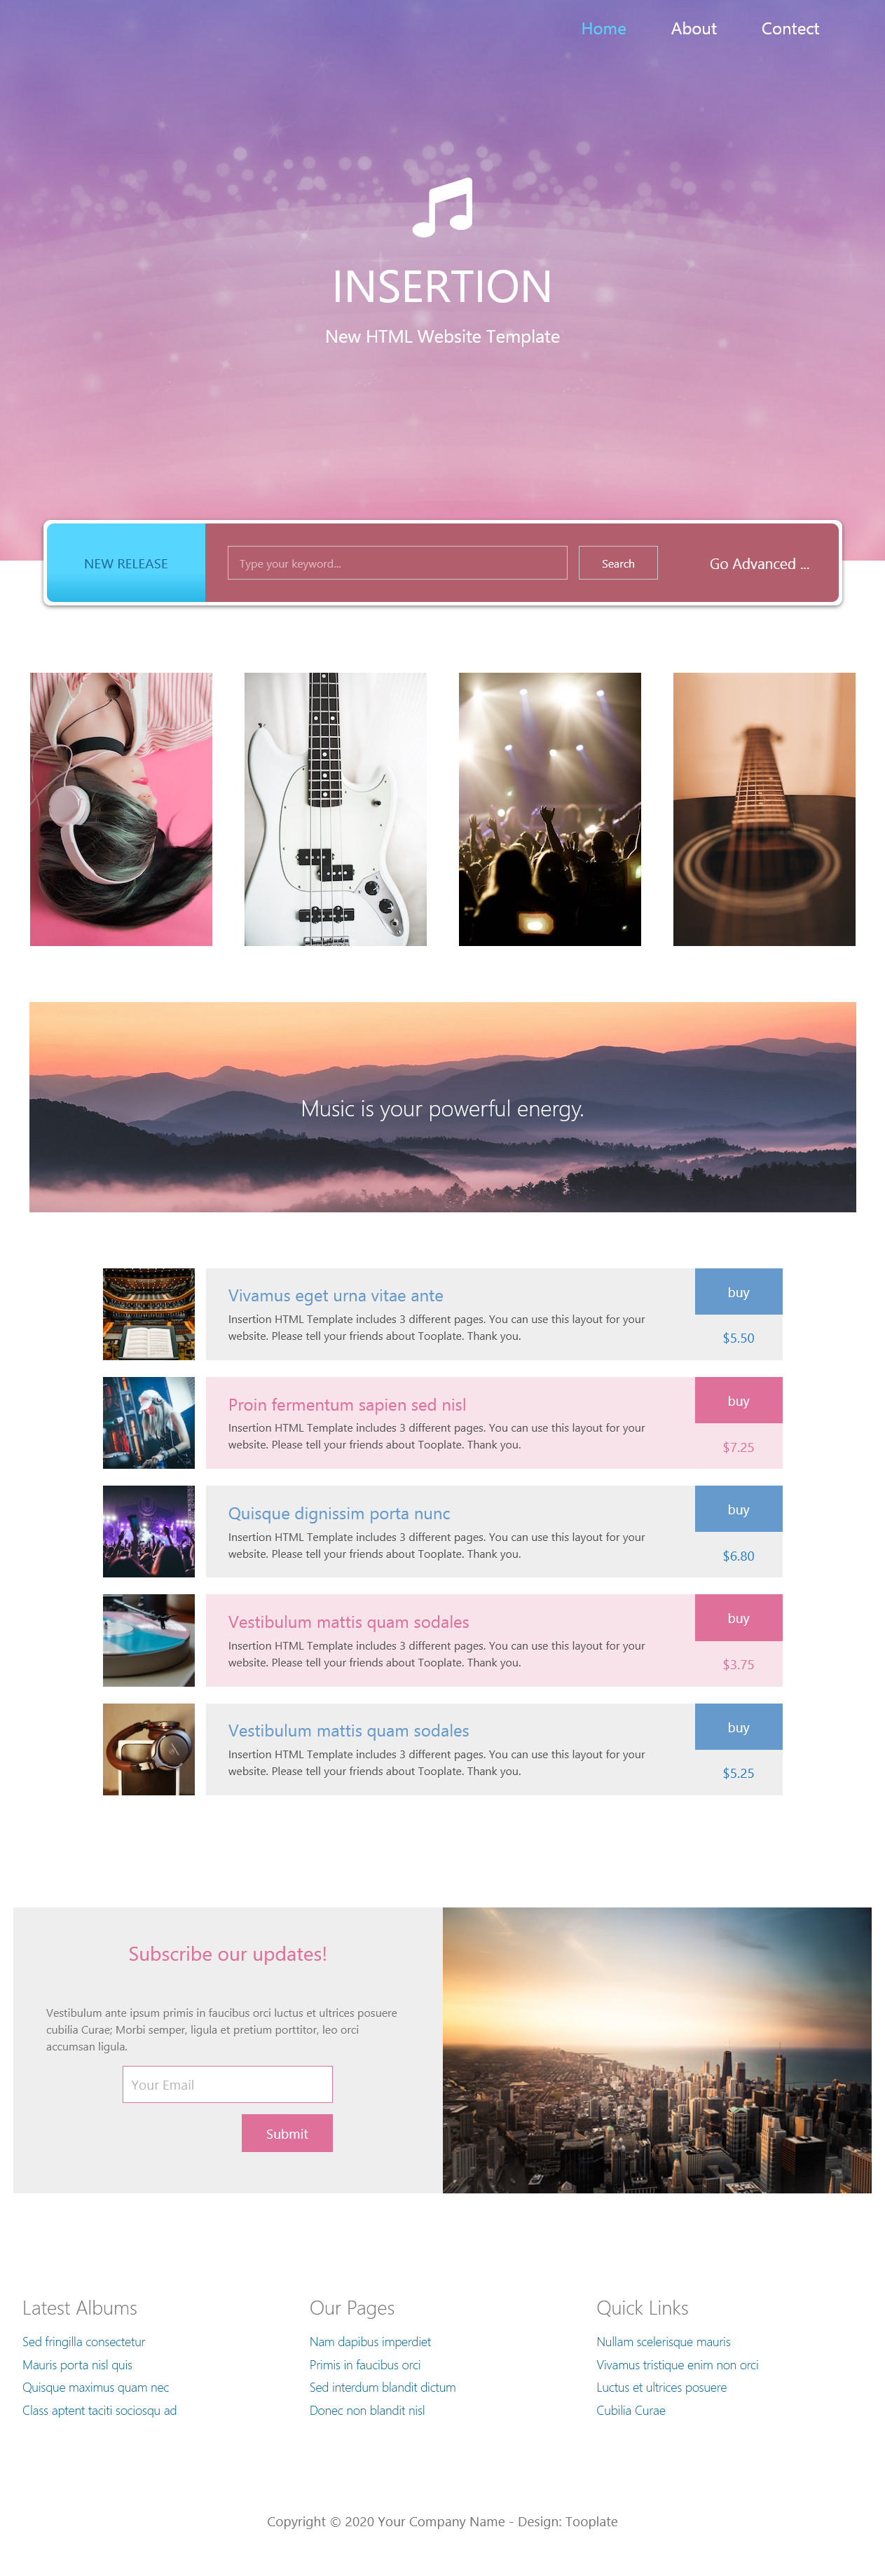 Home
About
Contect
INSERTION
New HTML Website Template
NEW RELEASE
Type your keyword...
Search
Go Advanced ...
Music is your powerful energy.
Vivamus eget urna vitae ante
Insertion HTML Template includes 3 different pages. You can use this layout for your
website. Please tell your friends about Tooplate. Thank you.
buy
$5.50
Proin fermentum sapien sed nisl
Insertion HTML Template includes 3 different pages. You can use this layout for your
website. Please tell your friends about Tooplate. Thank you.
buy
$7.25
Quisque dignissim porta nunc
Insertion HTML Template includes 3 different pages. You can use this layout for your
website. Please tell your friends about Tooplate. Thank you.
buy
$6.80
Vestibulum mattis quam sodales
Insertion HTML Template includes 3 different pages. You can use this layout for your
website. Please tell your friends about Tooplate. Thank you.
buy
$3.75
Vestibulum mattis quam sodales
Insertion HTML Template includes 3 different pages. You can use this layout for your
website. Please tell your friends about Tooplate. Thank you.
buy
$5.25
Subscribe our updates!
Vestibulum ante ipsum primis in faucibus orci luctus et ultrices posuere
cubilia Curae; Morbi semper, ligula et pretium porttitor, leo orci
accumsan ligula.
Your Email
Submit
Latest Albums
Sed fringilla consectetur
Mauris porta nisl quis
Quisque maximus quam nec
Class aptent taciti sociosqu ad
Our Pages
Nam dapibus imperdiet
Primis in faucibus orci
Sed interdum blandit dictum
Donec non blandit nisl
Quick Links
Nullam scelerisque mauris
Vivamus tristique enim non orci
Luctus et ultrices posuere
Cubilia Curae
Copyright © 2020 Your Company Name - Design: Tooplate